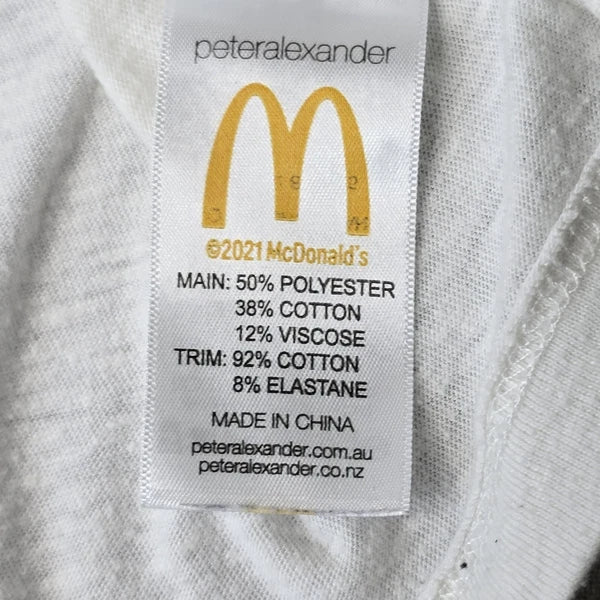 peteralexander
©2021 McDonald's
MAIN: 50% POLYESTER
38% COTTON
12% VISCOSE
TRIM: 92% COTTON
8% ELASTANE
MADE IN CHINA
peteralexander.com.au
peteralexander.co.nz